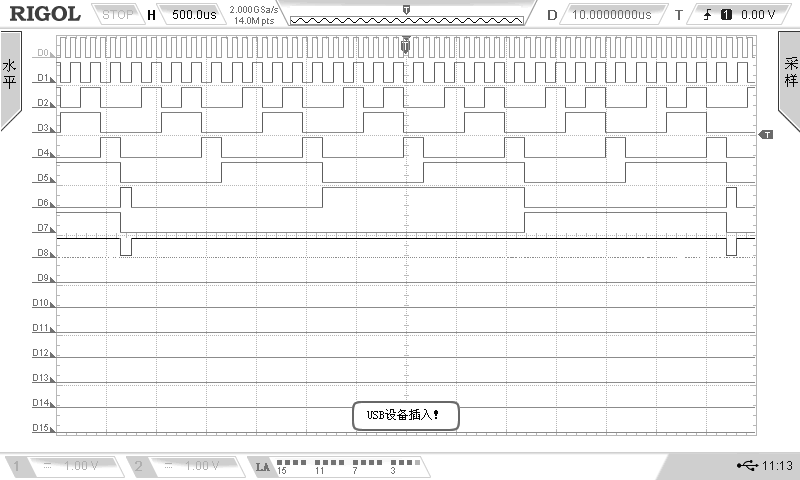 RIGOL STOP H 500.0us 2.000GSa/s 14.0M pts T D 10.0000000us T 1 0.00 V
水平
采样
T
D0
D1
D2
D3
T
D4
D5
D6
D7
D8
D9
D10
D11
D12
D13
D14
USB设备插入!
D15
1 1.00 V 2 1.00 V LA 15 11 7 3 11:13